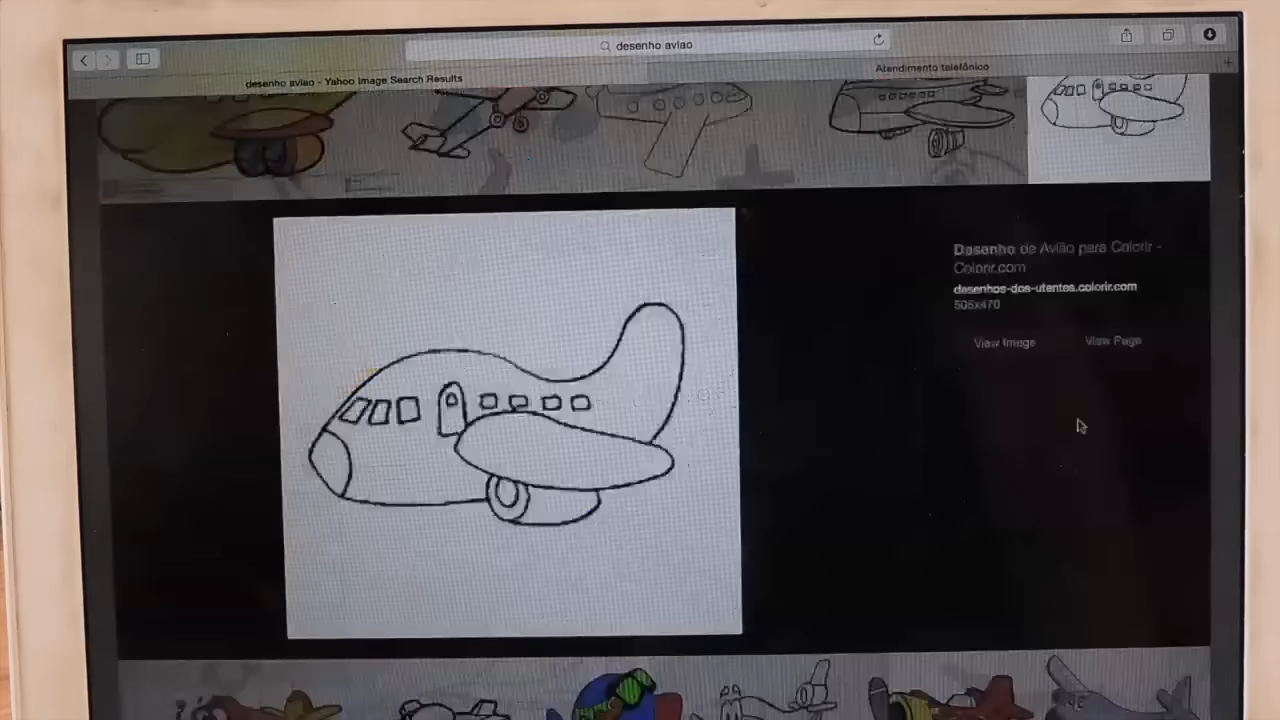 desenho aviao
desenho aviao - Yahoo Image Search Results
Atendimento telefônico
Desenho de Avião para Colorir -
Colorir.com
desenhos-dos-utentes.colorir.com
505x470
View Image
View Page